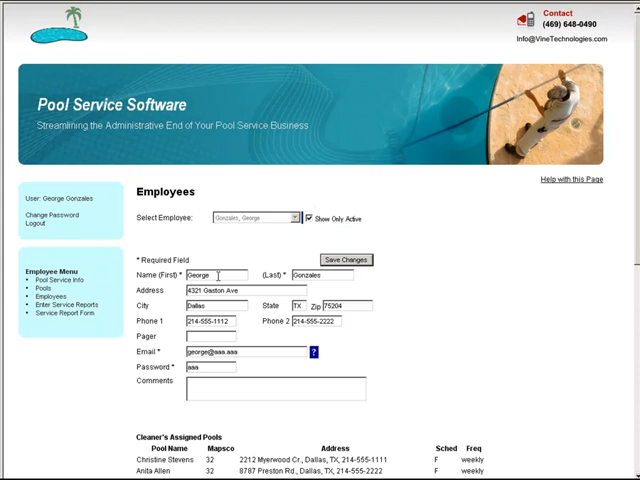 Contact
(469) 648-0490
Info@VineTechnologies.com
Pool Service Software
Streamlining the Administrative End of Your Pool Service Business
Help with this Page
User: George Gonzales
Change Password
Logout
Employee Menu
Pool Service Info
Pools
Employees
Enter Service Reports
Service Report Form
Employees
Select Employee: Gonzales, George Show Only Active
* Required Field Save Changes
Name (First) * George (Last) * Gonzales
Address 4321 Gaston Ave
City Dallas State TX Zip 75204
Phone 1 214-555-1112 Phone 2 214-555-2222
Pager
Email * george@aaa.aaa ?
Password * aaa
Comments
Cleaner's Assigned Pools
Pool Name Mapsco Address Sched Freq
Christine Stevens 32 2212 Myerwood Cr., Dallas, TX, 214-555-1111 F weekly
Anita Allen 32 8787 Preston Rd., Dallas, TX, 214-555-2222 F weekly